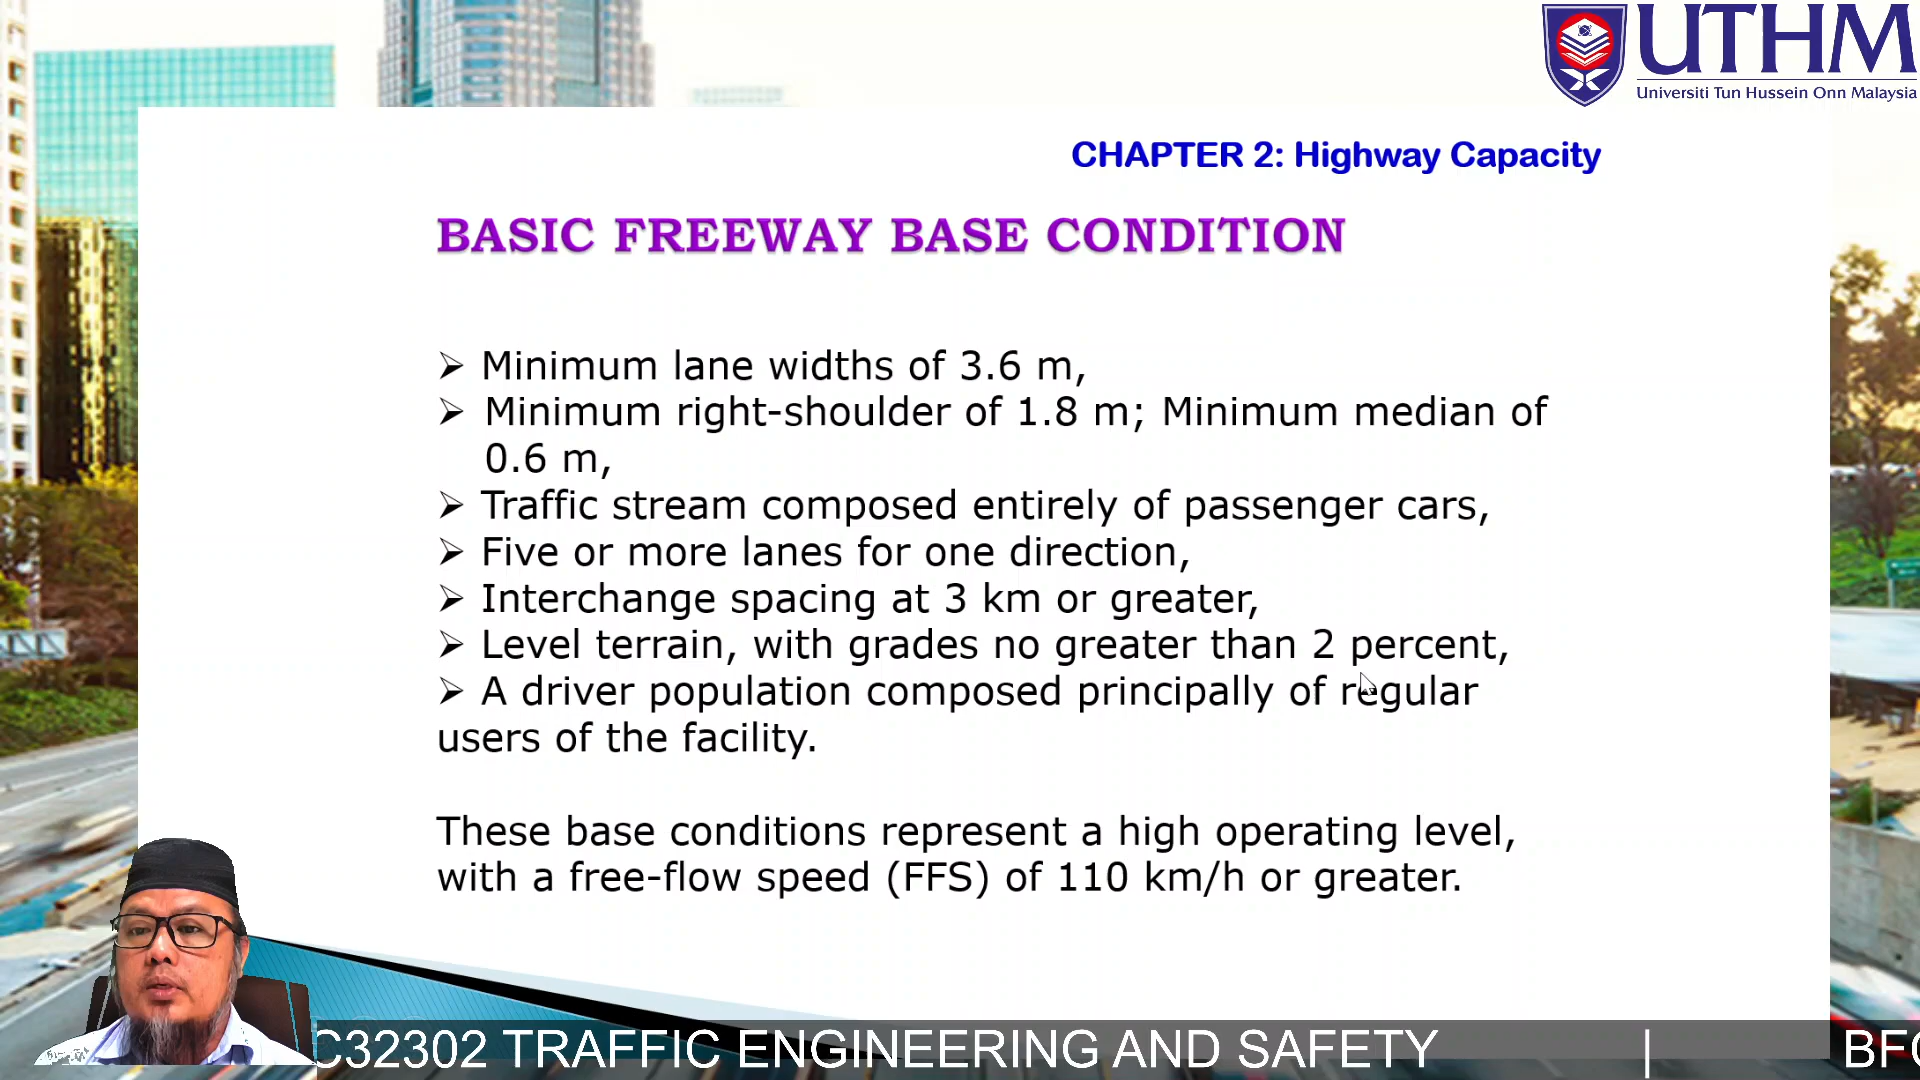 UTHM
Universiti Tun Hussein Onn Malaysia
CHAPTER 2: Highway Capacity
BASIC FREEWAY BASE CONDITION
➢ Minimum lane widths of 3.6 m,
➢ Minimum right-shoulder of 1.8 m; Minimum median of
0.6 m,
➢ Traffic stream composed entirely of passenger cars,
➢ Five or more lanes for one direction,
➢ Interchange spacing at 3 km or greater,
➢ Level terrain, with grades no greater than 2 percent,
➢ A driver population composed principally of regular
users of the facility.
These base conditions represent a high operating level,
with a free-flow speed (FFS) of 110 km/h or greater.
C32302 TRAFFIC ENGINEERING AND SAFETY | BFC